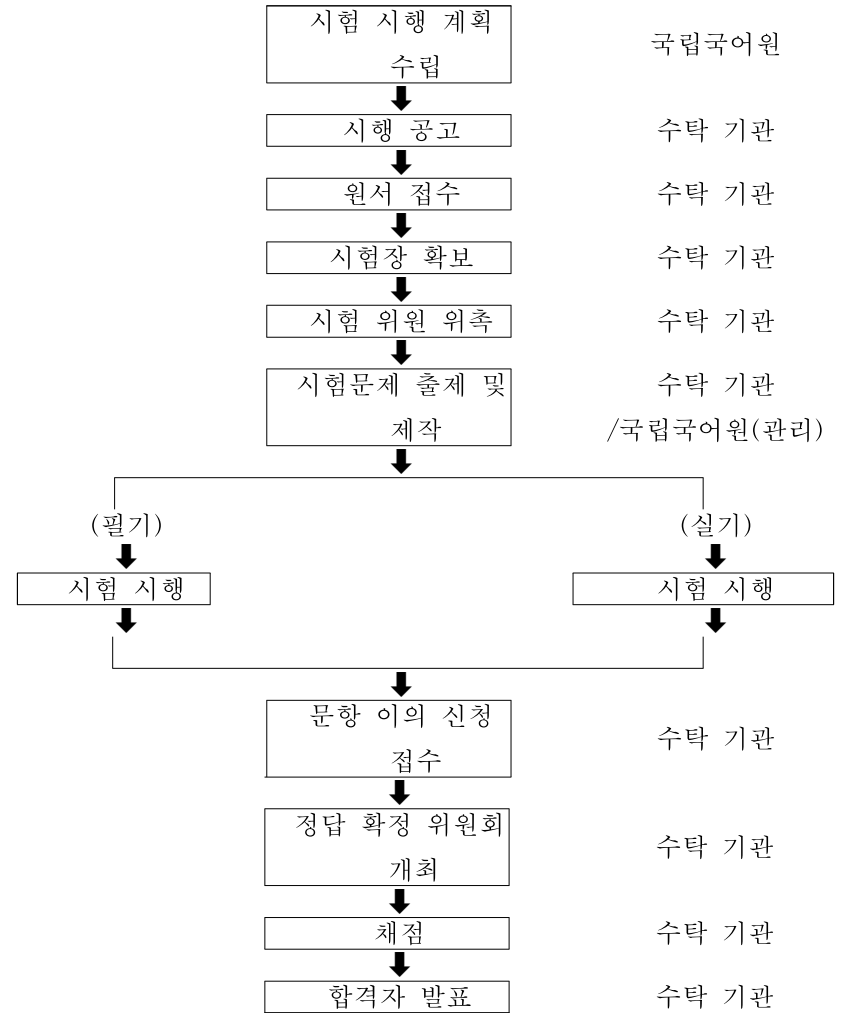 시험 시행 계획
수립
국립국어원
시행 공고
수탁 기관
원서 접수
수탁 기관
시험장 확보
수탁 기관
시험 위원 위촉
수탁 기관
시험문제 출제 및
제작
수탁 기관
/국립국어원(관리)
(필기)
(실기)
시험 시행
시험 시행
문항 이의 신청
접수
수탁 기관
정답 확정 위원회
개최
수탁 기관
채점
수탁 기관
합격자 발표
수탁 기관